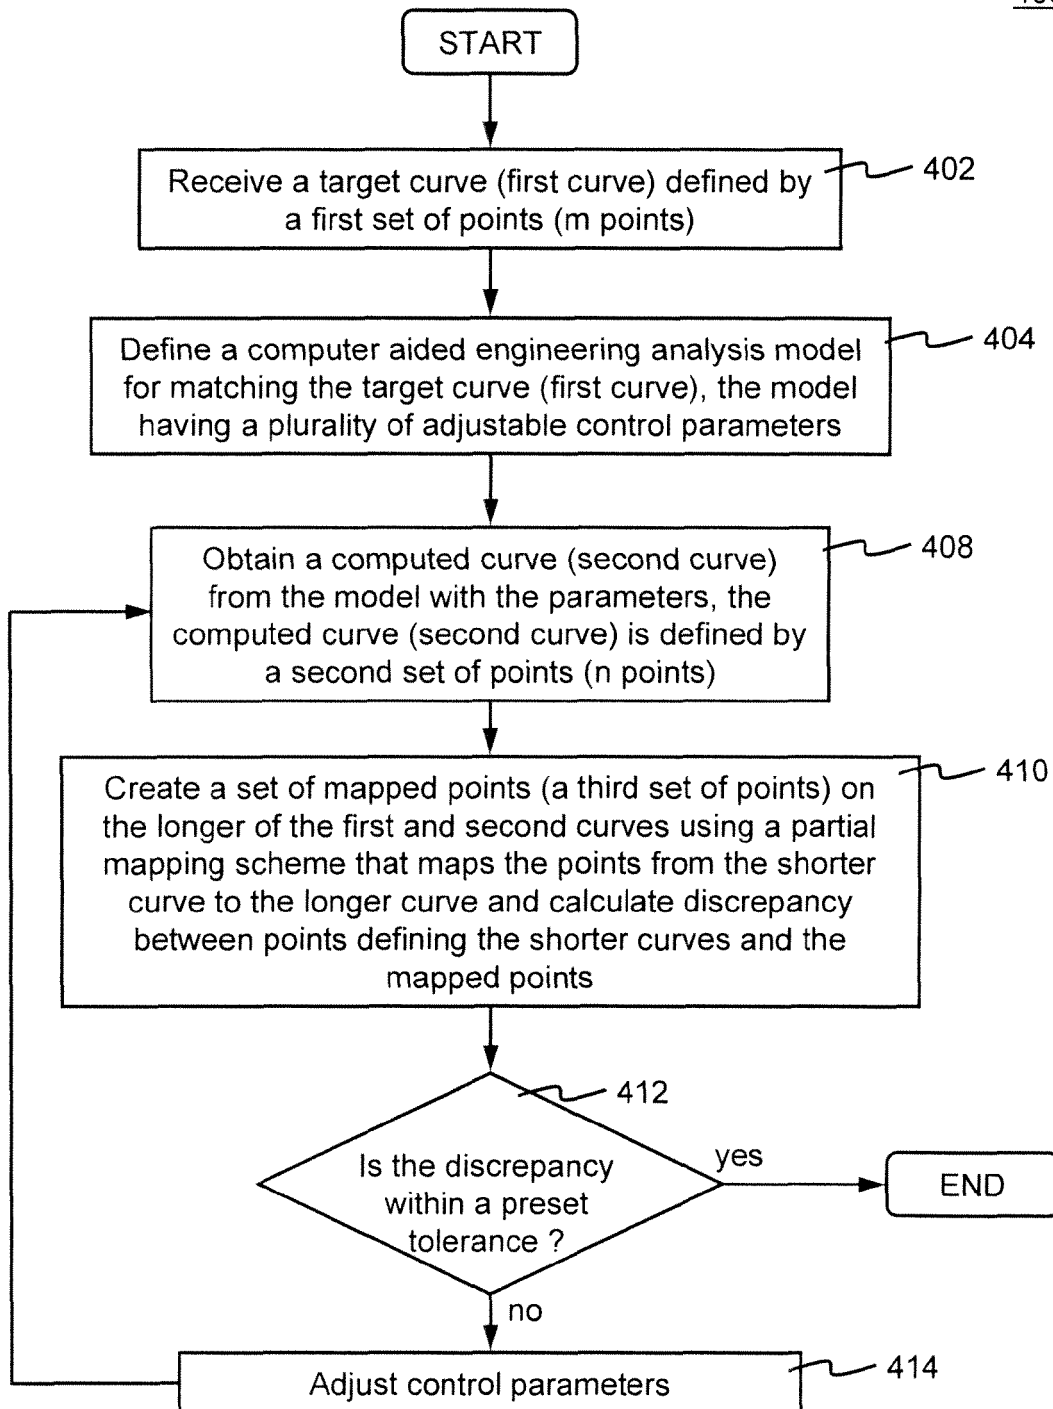 START
Receive a target curve (first curve) defined by
a first set of points (m points)
402
Define a computer aided engineering analysis model
for matching the target curve (first curve), the model
having a plurality of adjustable control parameters
404
Obtain a computed curve (second curve)
from the model with the parameters, the
computed curve (second curve) is defined by
a second set of points (n points)
408
Create a set of mapped points (a third set of points) on
the longer of the first and second curves using a partial
mapping scheme that maps the points from the shorter
curve to the longer curve and calculate discrepancy
between points defining the shorter curves and the
mapped points
410
412
Is the discrepancy
within a preset
tolerance ?
yes
END
no
Adjust control parameters
414